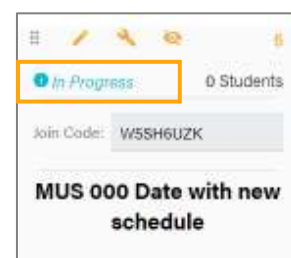 In Progress 0 Students
Join Code: W5SH6UZK
MUS 000 Date with new
schedule